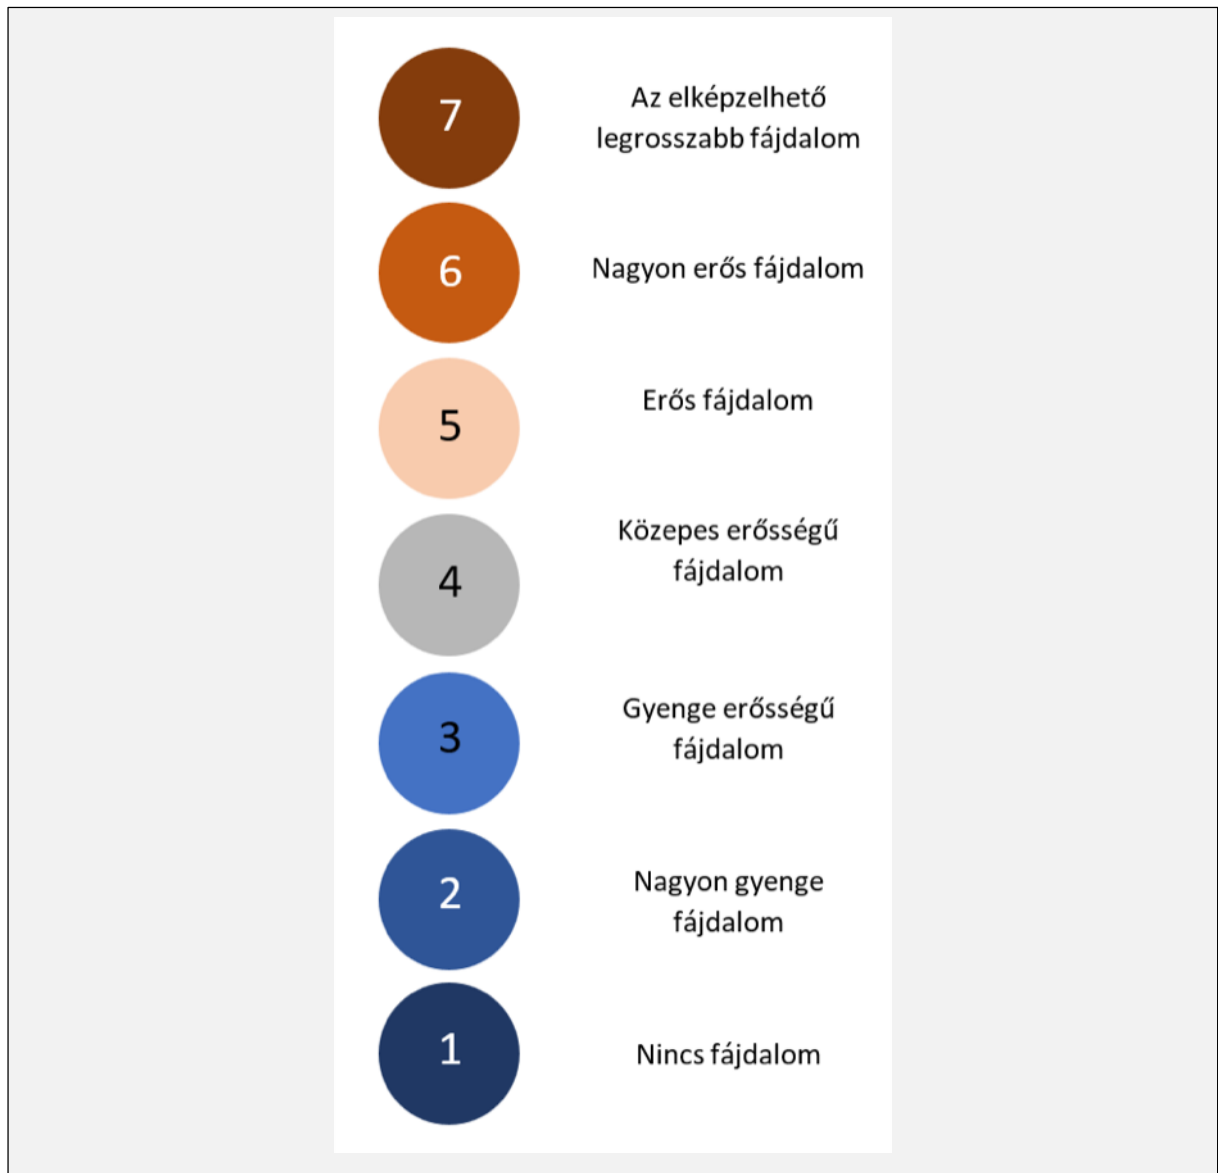 7
Az elképzelhető
legrosszabb fájdalom
6
Nagyon erős fájdalom
5
Erős fájdalom
4
Közepes erősségű
fájdalom
3
Gyenge erősségű
fájdalom
2
Nagyon gyenge
fájdalom
1
Nincs fájdalom